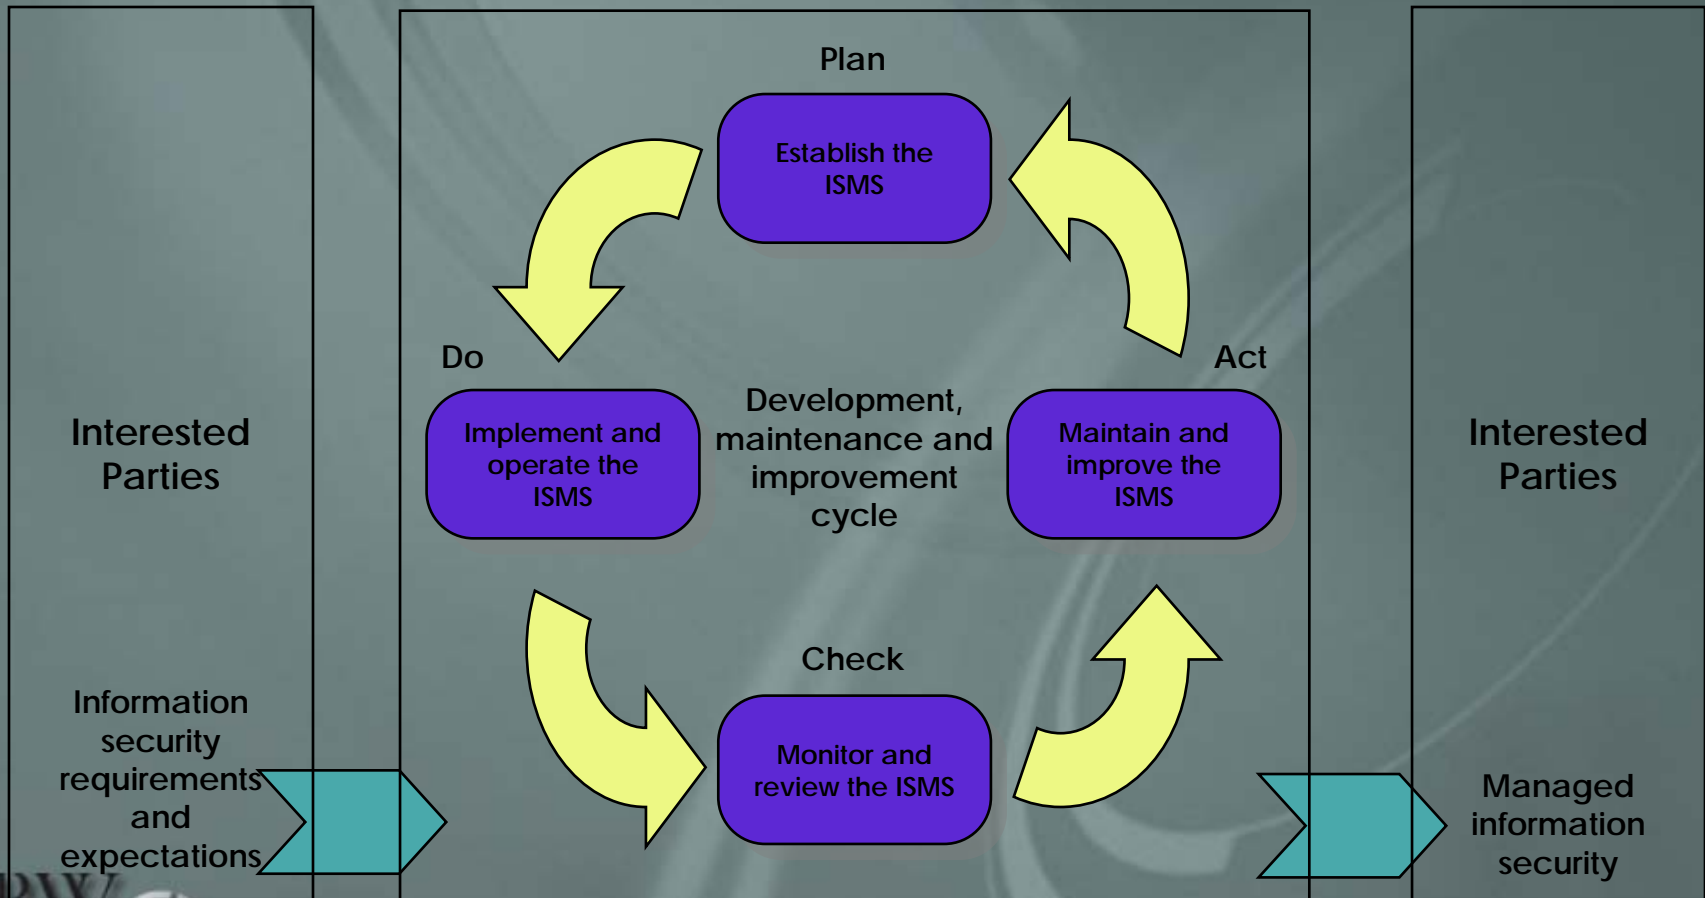 Plan
Establish the
ISMS
Do
Act
Implement and
operate the
ISMS
Development,
maintenance and
improvement
cycle
Maintain and
improve the
ISMS
Interested
Parties
Interested
Parties
Check
Monitor and
review the ISMS
Information
security
requirements
and
expectations
Managed
information
security